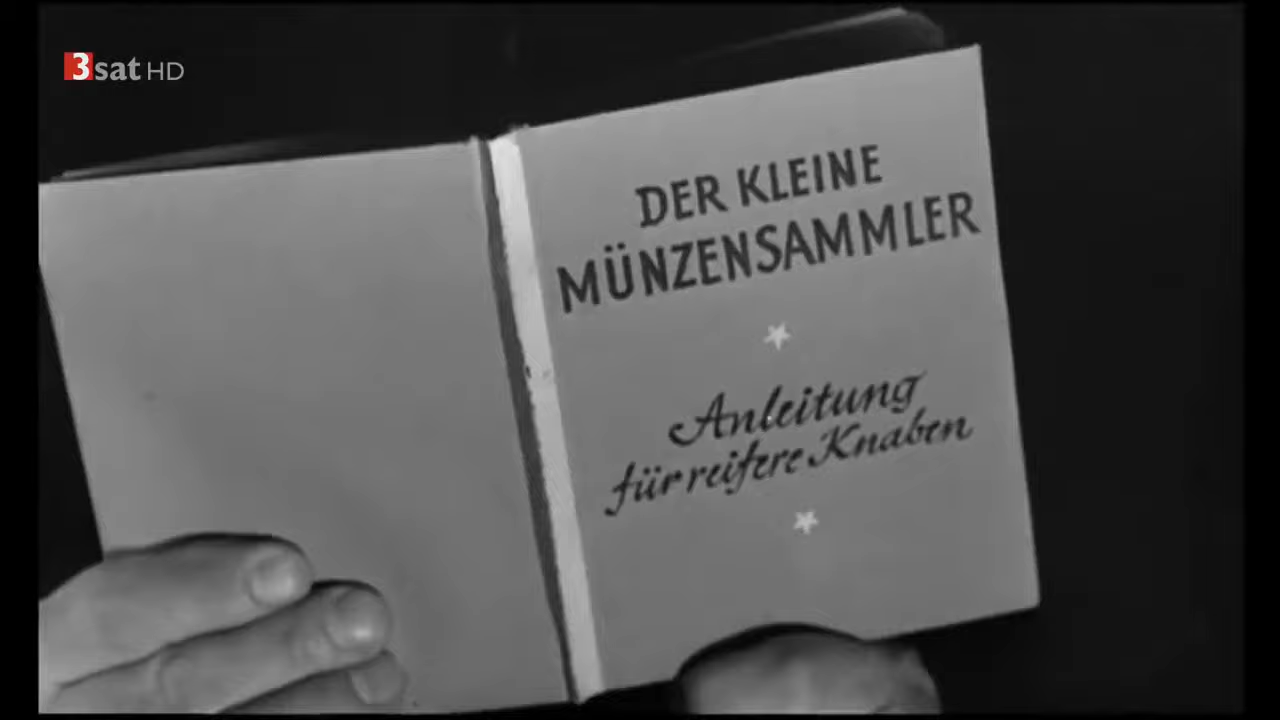 3sat HD
DER KLEINE
MÜNZENSAMMLER
Anleitung
für reifere Knaben